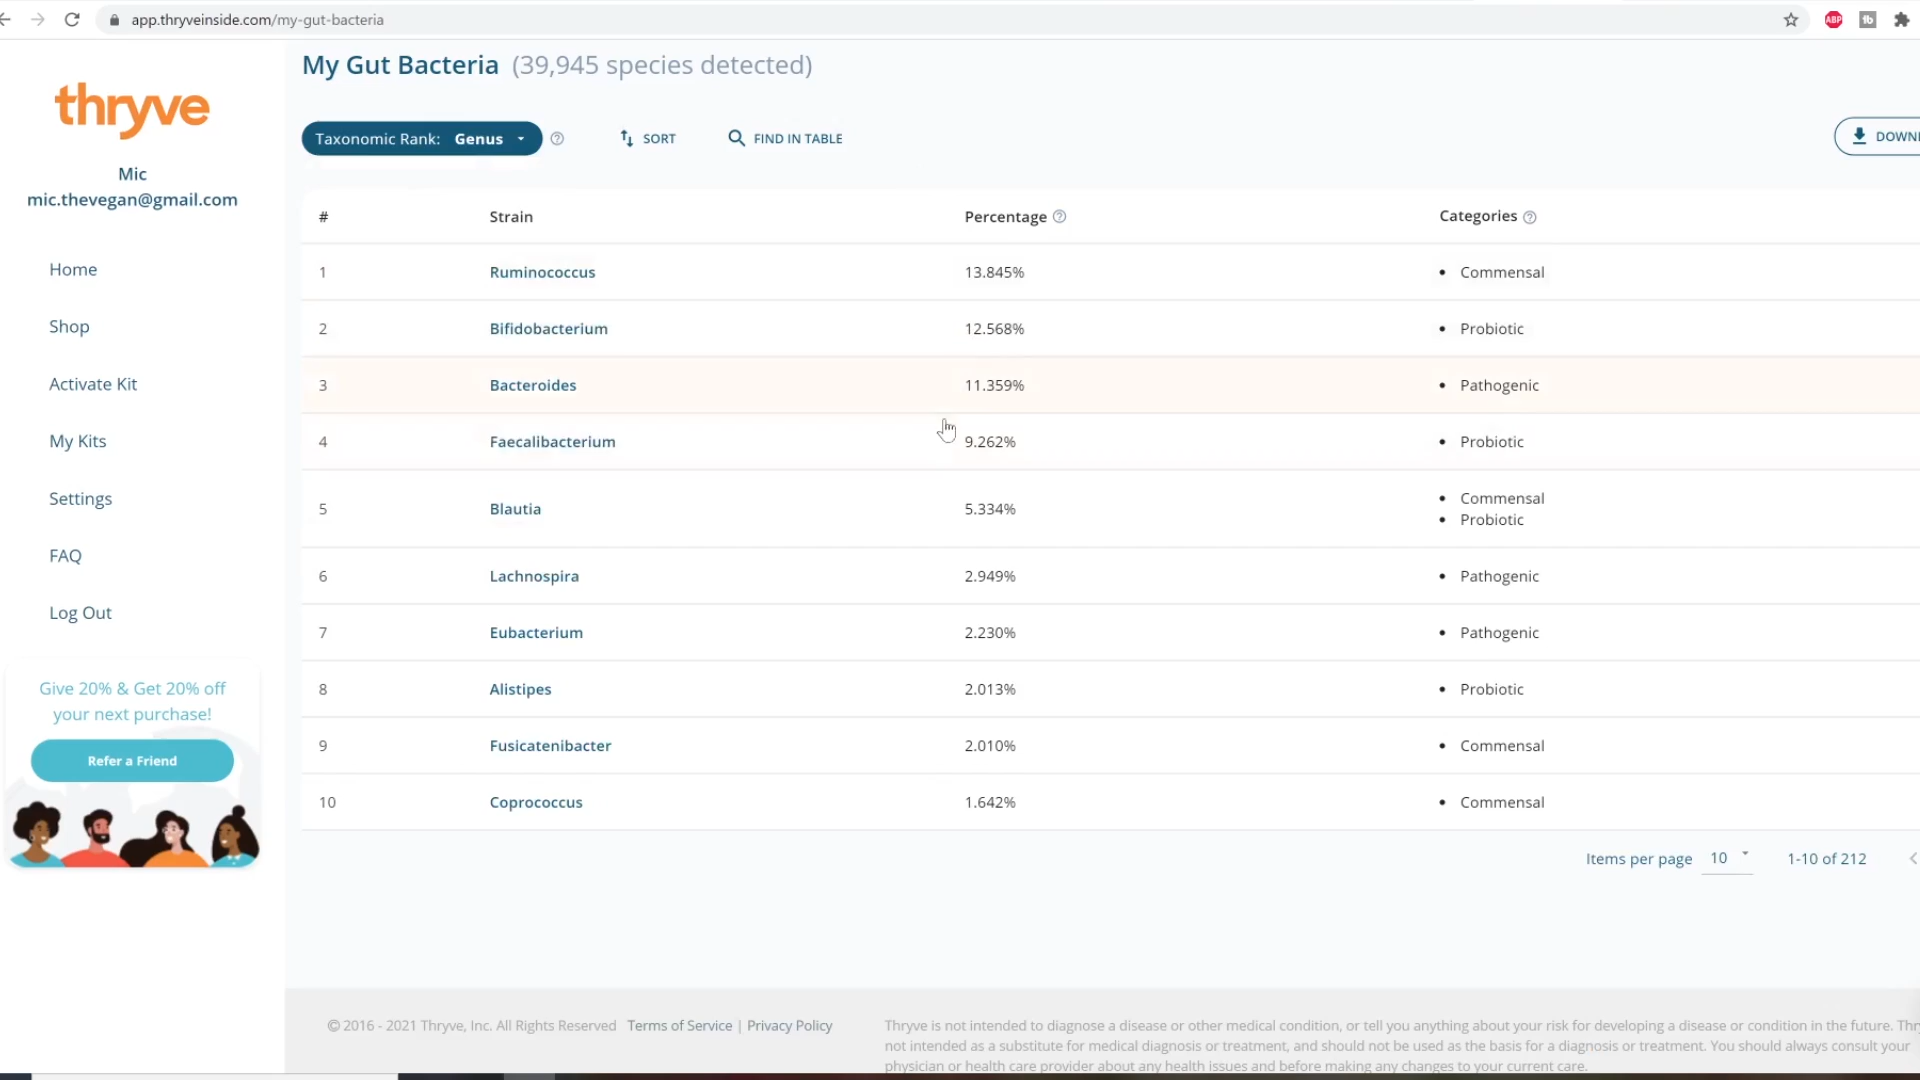 app.thryveinside.com/my-gut-bacteria
ABP
tb
thryve
Mic
mic.thevegan@gmail.com
Home
Shop
Activate Kit
My Kits
Settings
FAQ
Log Out
Give 20% & Get 20% off
your next purchase!
Refer a Friend
My Gut Bacteria (39,945 species detected)
Taxonomic Rank: Genus
SORT
FIND IN TABLE
DOWN
# Strain Percentage Categories
1 Ruminococcus 13.845% • Commensal
2 Bifidobacterium 12.568% • Probiotic
3 Bacteroides 11.359% • Pathogenic
4 Faecalibacterium 9.262% • Probiotic
5 Blautia 5.334% • Commensal
• Probiotic
6 Lachnospira 2.949% • Pathogenic
7 Eubacterium 2.230% • Pathogenic
8 Alistipes 2.013% • Probiotic
9 Fusicatenibacter 2.010% • Commensal
10 Coprococcus 1.642% • Commensal
Items per page 10 1-10 of 212
© 2016 - 2021 Thryve, Inc. All Rights Reserved Terms of Service | Privacy Policy
Thryve is not intended to diagnose a disease or other medical condition, or tell you anything about your risk for developing a disease or condition in the future. Thry
not intended as a substitute for medical diagnosis or treatment, and should not be used as the basis for a diagnosis or treatment. You should always consult your
physician or health care provider about any health issues and before making any changes to your current care.